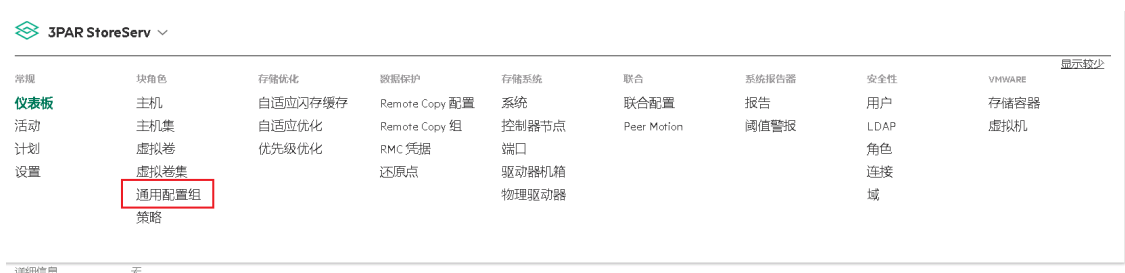 3PAR StoreServ
显示较少
常规 块角色 存储优化 数据保护 存储系统 联合 系统报告器 安全性 VMWARE
仪表板 主机 自适应闪存缓存 Remote Copy 配置 系统 联合配置 报告 用户 存储容器
活动 主机集 自适应优化 Remote Copy 组 控制器节点 Peer Motion 阈值警报 LDAP 虚拟机
计划 虚拟卷 优先级优化 RMC 凭据 端口 角色
设置 虚拟卷集 还原点 驱动器机箱 连接
通用配置组 物理驱动器 域
策略
详细信息 无